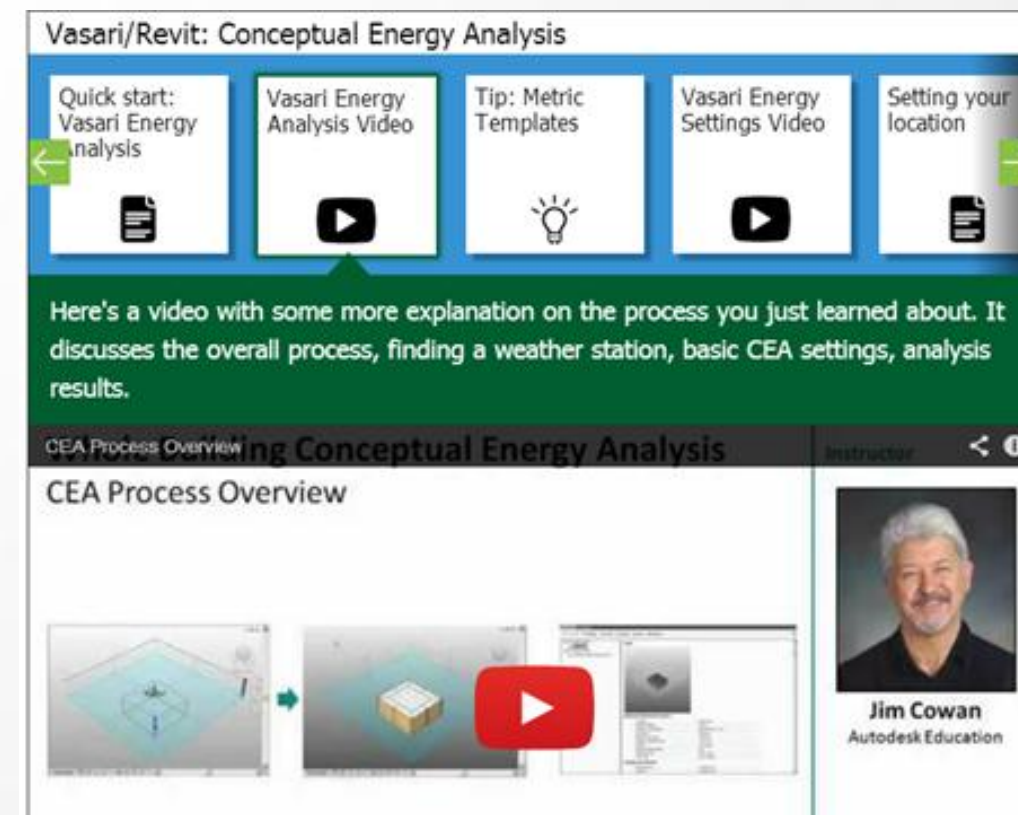 Vasari/Revit: Conceptual Energy Analysis
Quick start:
Vasari Energy
Analysis
Vasari Energy
Analysis Video
Tip: Metric
Templates
Vasari Energy
Settings Video
Setting your
location
Here's a video with some more explanation on the process you just learned about. It
discusses the overall process, finding a weather station, basic CEA settings, analysis
results.
CEA Process Overview
Whole Building Conceptual Energy Analysis
Instructor
CEA Process Overview
Jim Cowan
Autodesk Education